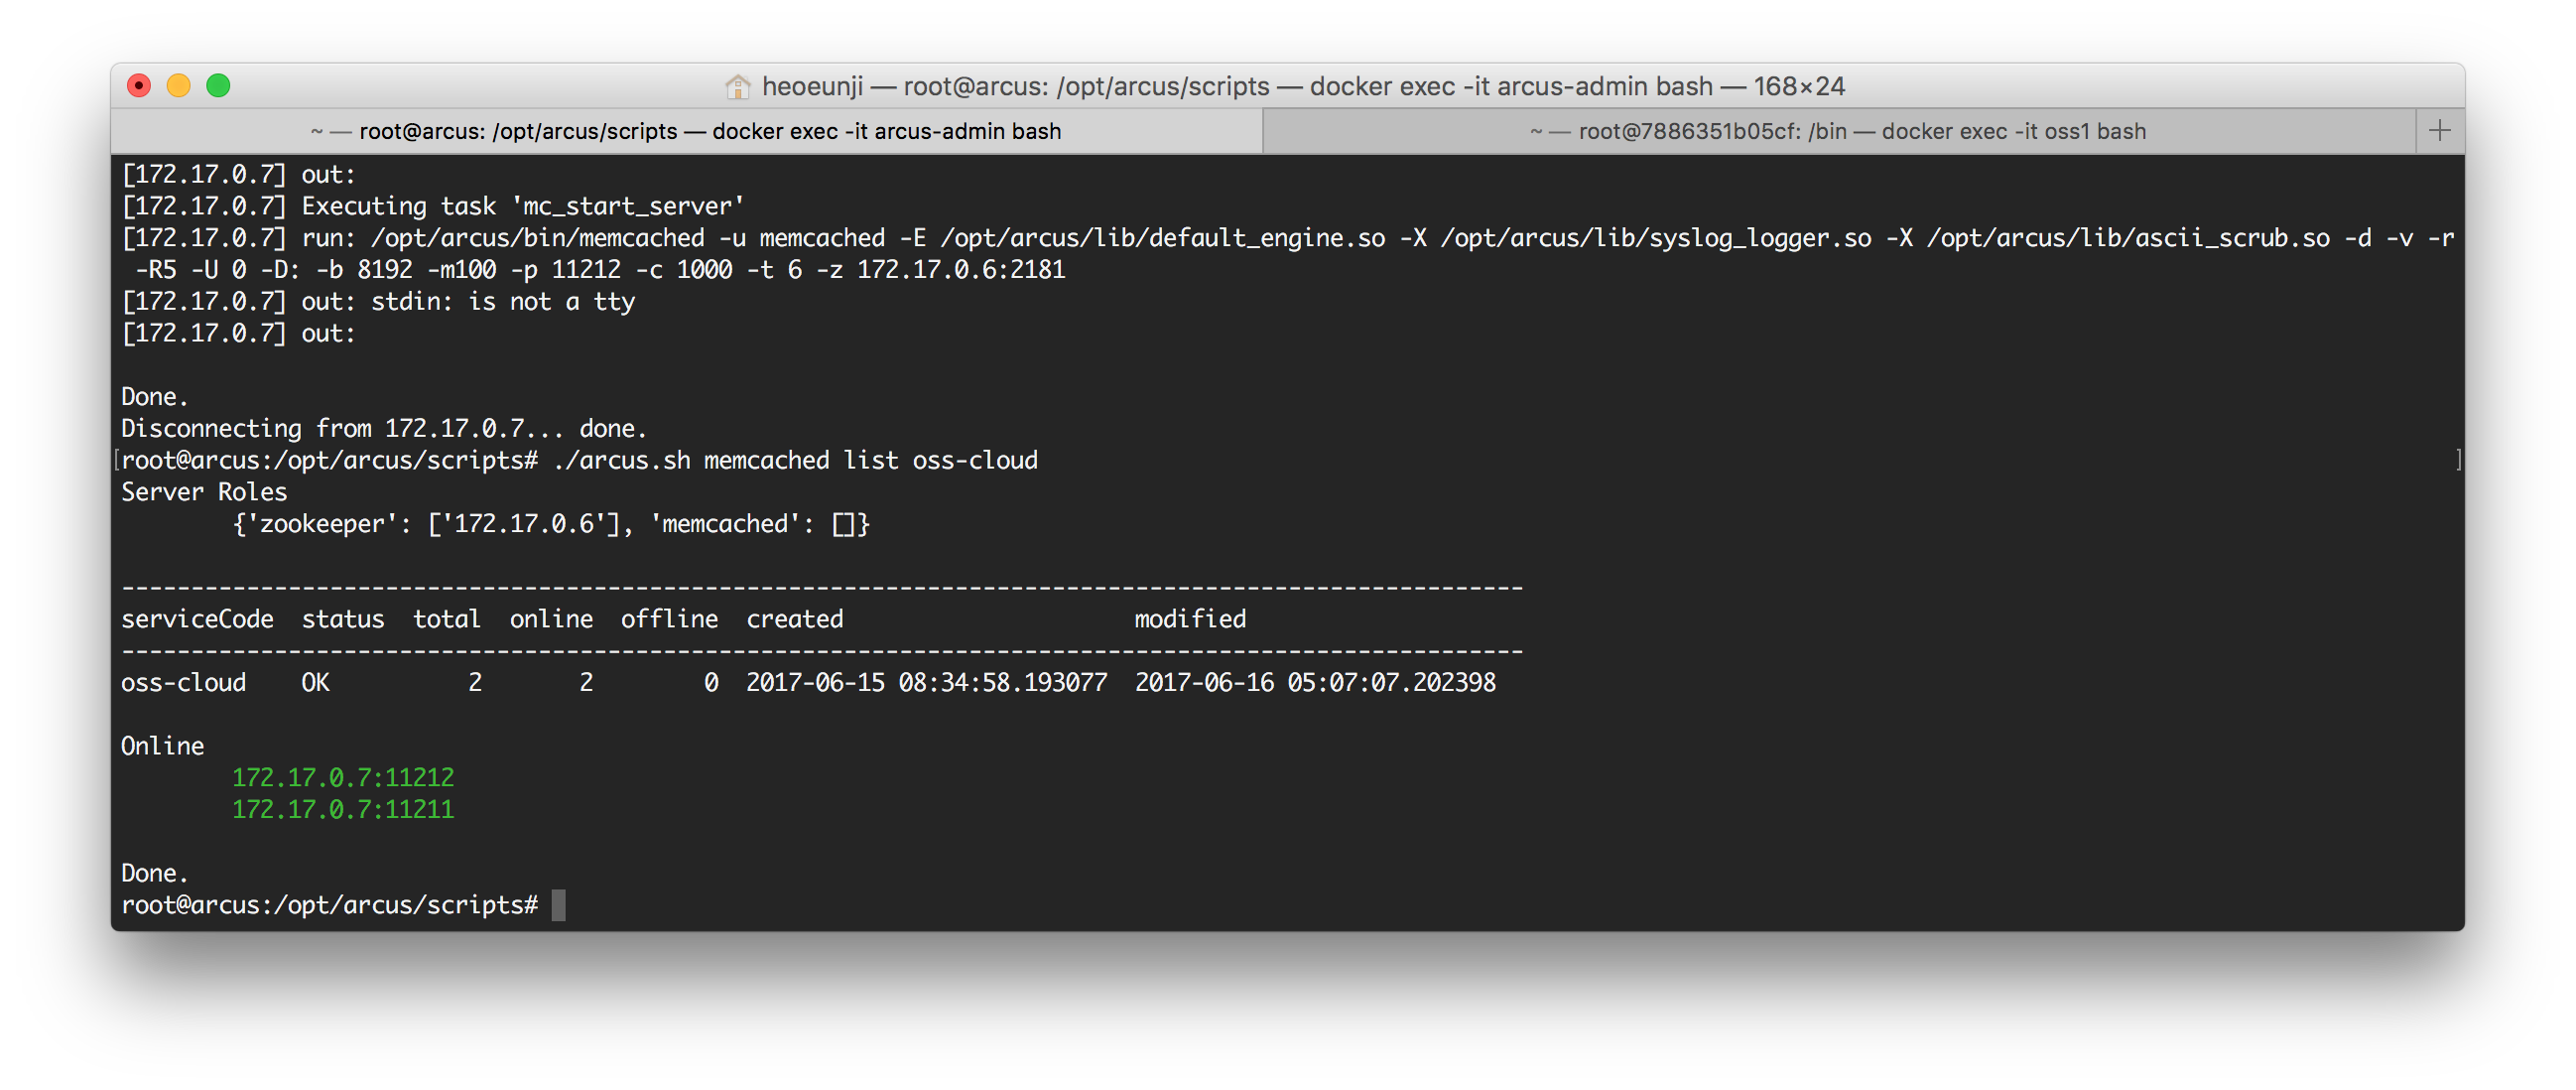 heoeunji — root@arcus: /opt/arcus/scripts — docker exec -it arcus-admin bash — 168×24
~ — root@arcus: /opt/arcus/scripts — docker exec -it arcus-admin bash
~ — root@7886351b05cf: /bin — docker exec -it oss1 bash
[172.17.0.7] out:
[172.17.0.7] Executing task 'mc_start_server'
[172.17.0.7] run: /opt/arcus/bin/memcached -u memcached -E /opt/arcus/lib/default_engine.so -X /opt/arcus/lib/syslog_logger.so -X /opt/arcus/lib/ascii_scrub.so -d -v -r
 -R5 -U 0 -D: -b 8192 -m100 -p 11212 -c 1000 -t 6 -z 172.17.0.6:2181
[172.17.0.7] out: stdin: is not a tty
[172.17.0.7] out:
Done.
Disconnecting from 172.17.0.7... done.
[root@arcus:/opt/arcus/scripts# ./arcus.sh memcached list oss-cloud ]
Server Roles
        {'zookeeper': ['172.17.0.6'], 'memcached': []}
-----------------------------------------------------------------------------------------------------
serviceCode  status  total  online  offline  created                     modified
-----------------------------------------------------------------------------------------------------
oss-cloud    OK          2       2        0  2017-06-15 08:34:58.193077  2017-06-16 05:07:07.202398
Online
        172.17.0.7:11212
        172.17.0.7:11211
Done.
root@arcus:/opt/arcus/scripts#